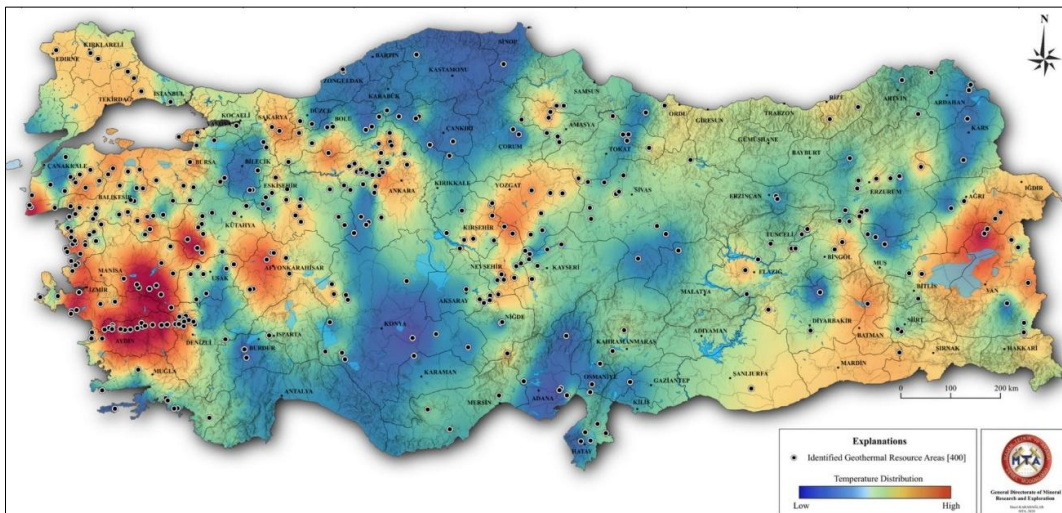 N
SİNOP
KIRKLARELİ
BARTIN
EDİRNE
ZONGULDAK
KASTAMONU
İSTANBUL
KARABÜK
SAMSUN
TEKİRDAĞ
DÜZCE
RİZE
ARTVİN
ARDAHAN
KOCAELİ
SAKARYA
BOLU
ORDU
GİRESUN
TRABZON
ÇANKIRI
AMASYA
KARS
GÜMÜŞHANE
ÇORUM
TOKAT
BAYBURT
ÇANAKKALE
BURSA
BİLECİK
ESKİŞEHİR
ANKARA
KIRIKKALE
YOZGAT
SİVAS
ERZİNCAN
ERZURUM
IĞDIR
AĞRI
BALIKESİR
KÜTAHYA
KIRŞEHİR
TUNCELİ
BİNGÖL
MUŞ
MANİSA
UŞAK
AFYONKARAHİSAR
NEVŞEHİR
KAYSERİ
ELAZIĞ
İZMİR
AKSARAY
MALATYA
BİTLİS
VAN
NİĞDE
DİYARBAKIR
SİİRT
AYDIN
DENİZLİ
ISPARTA
KONYA
KAHRAMANMARAŞ
ADIYAMAN
BATMAN
BURDUR
ŞIRNAK
HAKKARİ
MUĞLA
KARAMAN
OSMANİYE
GAZİANTEP
ŞANLIURFA
MARDİN
ANTALYA
MERSİN
ADANA
KİLİS
0 100 200 km
HATAY
Explanations
Identified Geothermal Resource Areas [400]
Temperature Distribution
Low High
MTA
General Directorate of Mineral
Research and Exploration